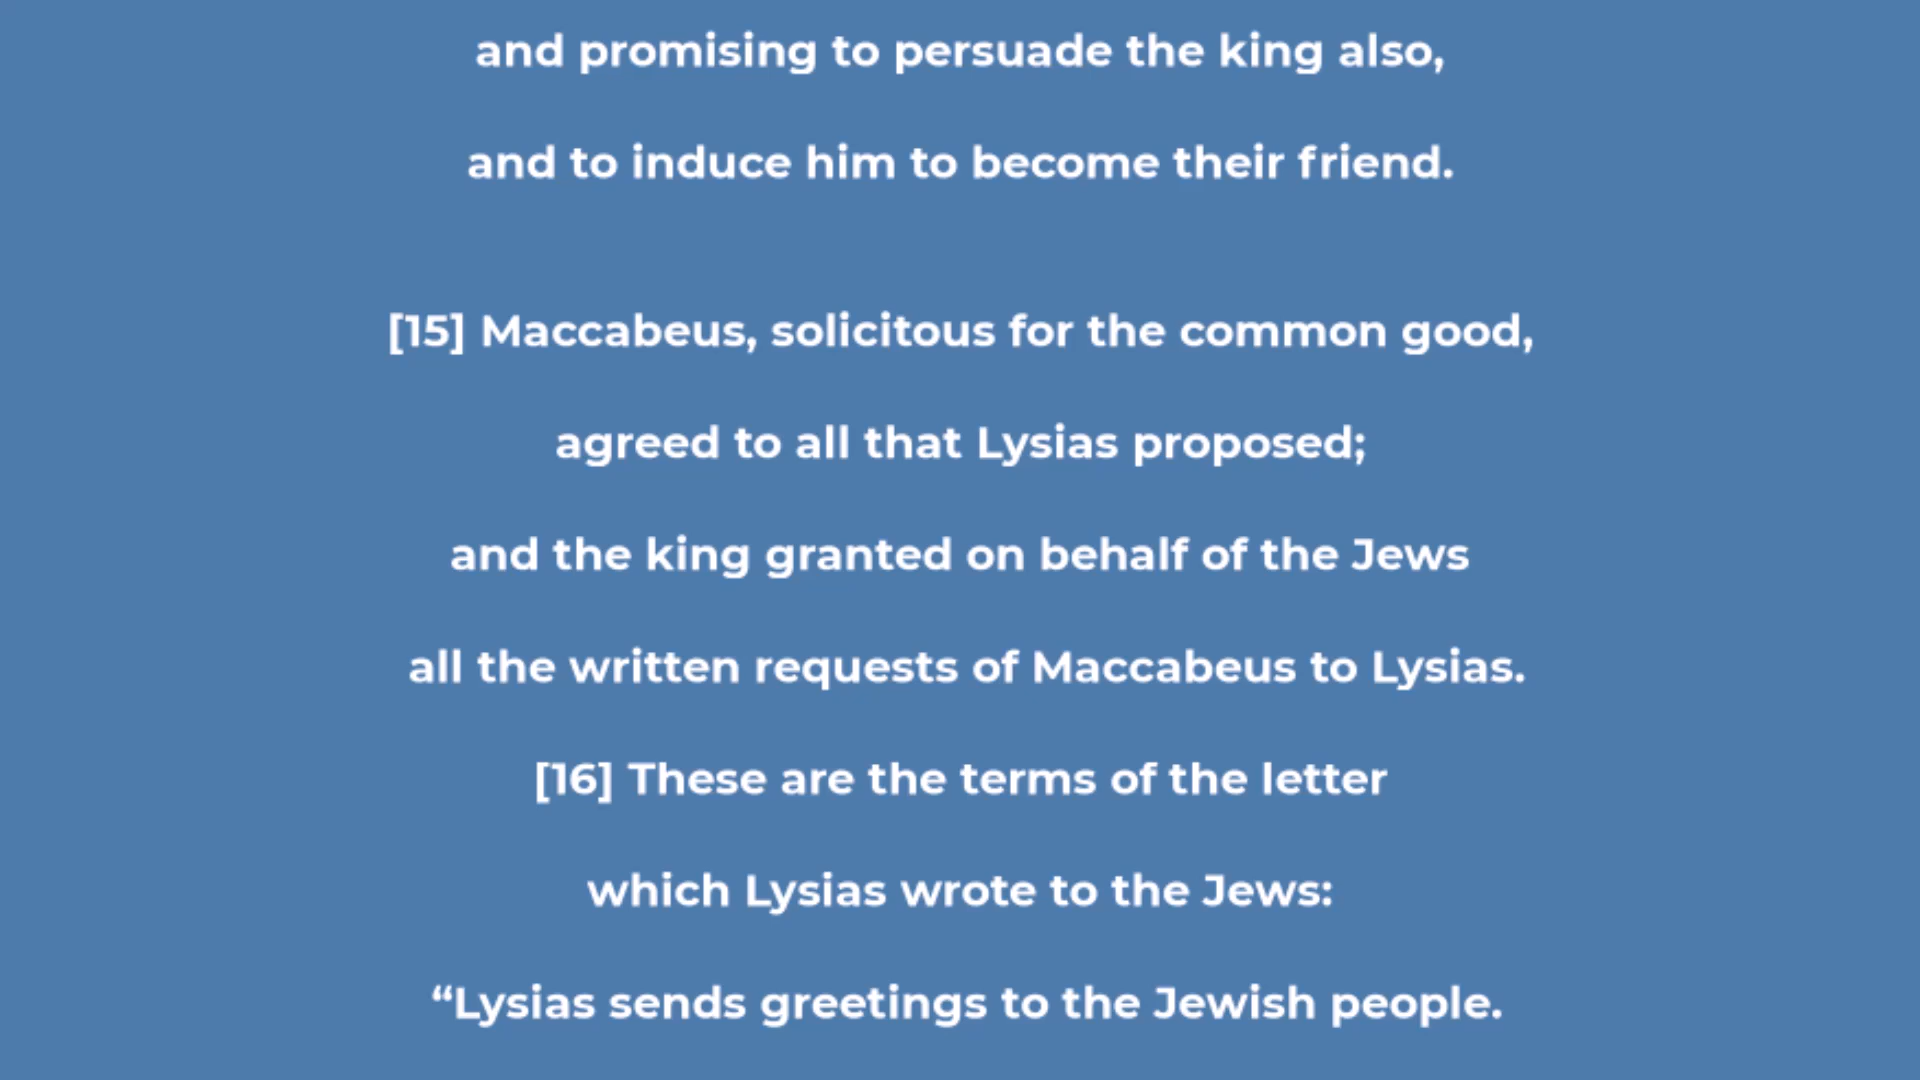 and promising to persuade the king also,
and to induce him to become their friend.
[15] Maccabeus, solicitous for the common good,
agreed to all that Lysias proposed;
and the king granted on behalf of the Jews
all the written requests of Maccabeus to Lysias.
[16] These are the terms of the letter
which Lysias wrote to the Jews:
“Lysias sends greetings to the Jewish people.